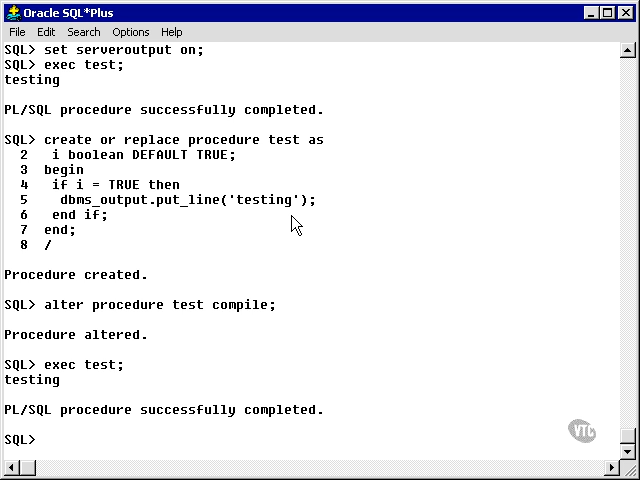 Oracle SQL*Plus
File Edit Search Options Help
SQL> set serveroutput on;
SQL> exec test;
testing
PL/SQL procedure successfully completed.
SQL> create or replace procedure test as
2 i boolean DEFAULT TRUE;
3 begin
4 if i = TRUE then
5 dbms_output.put_line('testing');
6 end if;
7 end;
8 /
Procedure created.
SQL> alter procedure test compile;
Procedure altered.
SQL> exec test;
testing
PL/SQL procedure successfully completed.
SQL>
VTC